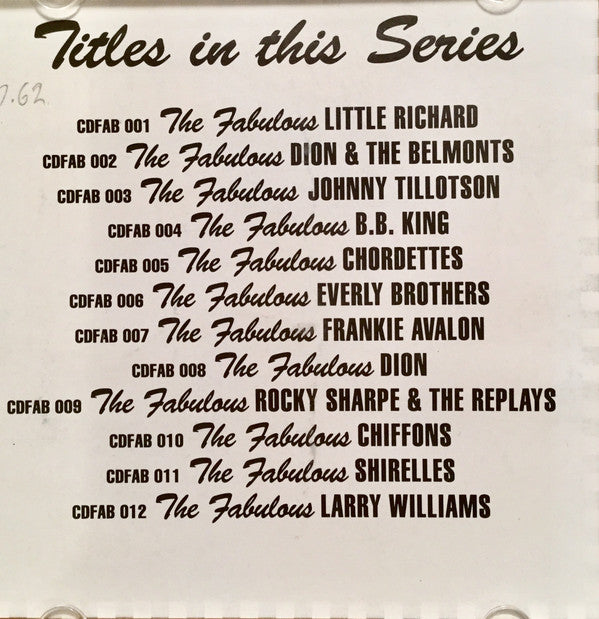 Titles in this Series
.62
CDFAB 001 The Fabulous LITTLE RICHARD
CDFAB 002 The Fabulous DION & THE BELMONTS
CDFAB 003 The Fabulous JOHNNY TILLOTSON
CDFAB 004 The Fabulous B.B. KING
CDFAB 005 The Fabulous CHORDETTES
CDFAB 006 The Fabulous EVERLY BROTHERS
CDFAB 007 The Fabulous FRANKIE AVALON
CDFAB 008 The Fabulous DION
CDFAB 009 The Fabulous ROCKY SHARPE & THE REPLAYS
CDFAB 010 The Fabulous CHIFFONS
CDFAB 011 The Fabulous SHIRELLES
CDFAB 012 The Fabulous LARRY WILLIAMS